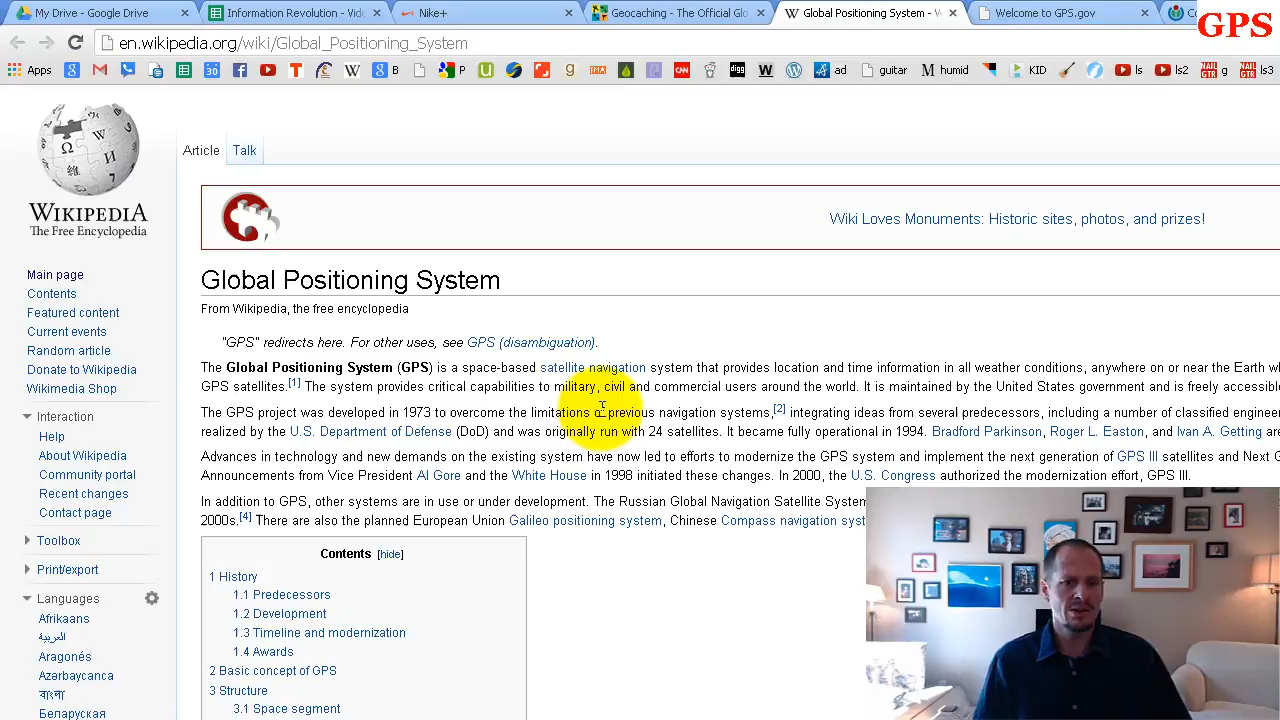 My Drive - Google Drive
Information Revolution - Vid
Nike+
Geocaching - The Official Glo
Global Positioning System - W
Welcome to GPS.gov
GPS
en.wikipedia.org/wiki/Global_Positioning_System
Apps
B
P
ad
guitar
humid
KID
ls
ls2
g
ls3
WIKIPEDIA
The Free Encyclopedia
Article
Talk
Wiki Loves Monuments: Historic sites, photos, and prizes!
Main page
Contents
Featured content
Current events
Random article
Donate to Wikipedia
Wikimedia Shop
Interaction
Help
About Wikipedia
Community portal
Recent changes
Contact page
Toolbox
Print/export
Languages
Afrikaans
العربية
Aragonés
Azərbaycanca
বাংলা
Беларуская
Global Positioning System
From Wikipedia, the free encyclopedia
"GPS" redirects here. For other uses, see GPS (disambiguation).
The Global Positioning System (GPS) is a space-based satellite navigation system that provides location and time information in all weather conditions, anywhere on or near the Earth w
GPS satellites.[1] The system provides critical capabilities to military, civil and commercial users around the world. It is maintained by the United States government and is freely accessible
The GPS project was developed in 1973 to overcome the limitations of previous navigation systems,[2] integrating ideas from several predecessors, including a number of classified enginee
realized by the U.S. Department of Defense (DoD) and was originally run with 24 satellites. It became fully operational in 1994. Bradford Parkinson, Roger L. Easton, and Ivan A. Getting are
Advances in technology and new demands on the existing system have now led to efforts to modernize the GPS system and implement the next generation of GPS III satellites and Next G
Announcements from Vice President Al Gore and the White House in 1998 initiated these changes. In 2000, the U.S. Congress authorized the modernization effort, GPS III.
In addition to GPS, other systems are in use or under development. The Russian Global Navigation Satellite System
2000s.[4] There are also the planned European Union Galileo positioning system, Chinese Compass navigation syst
Contents [hide]
1 History
1.1 Predecessors
1.2 Development
1.3 Timeline and modernization
1.4 Awards
2 Basic concept of GPS
3 Structure
3.1 Space segment